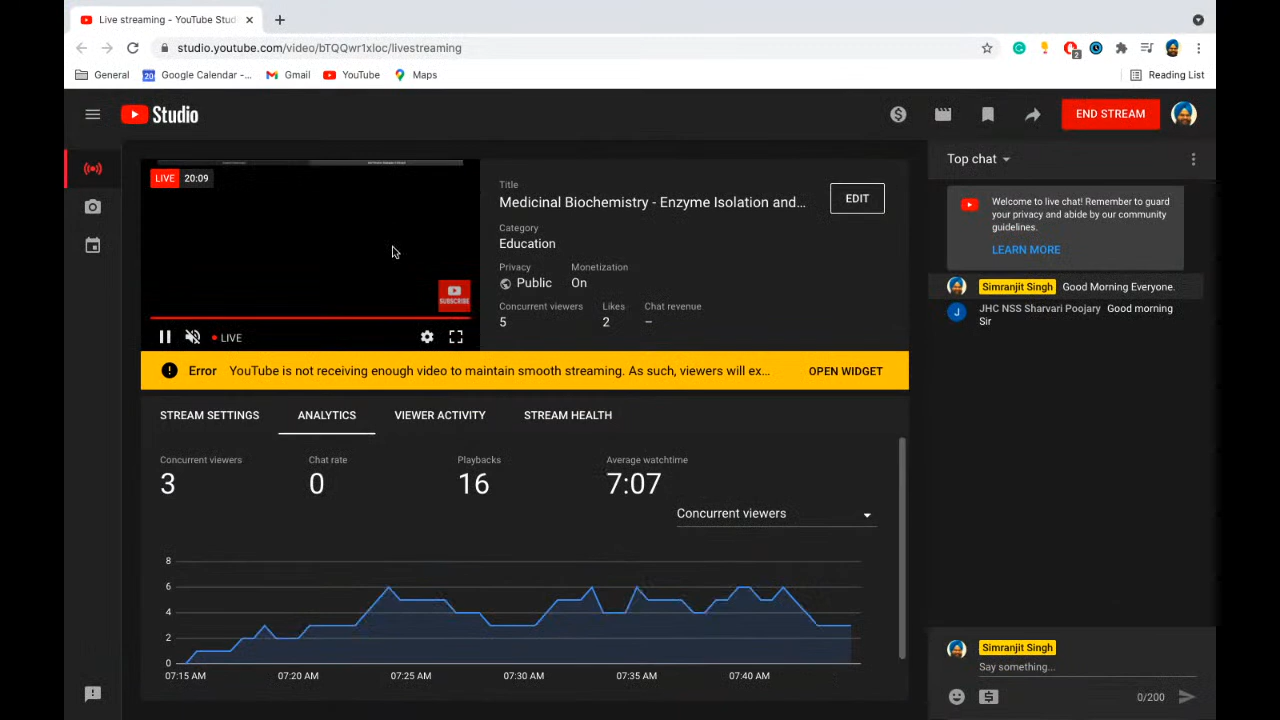 Live streaming - YouTube Stud
studio.youtube.com/video/bTQQwr1xloc/livestreaming
2
General
20
Google Calendar -...
Gmail
YouTube
Maps
Reading List
Studio
END STREAM
LIVE 20:09
SUBSCRIBE
LIVE
Title
Medicinal Biochemistry - Enzyme Isolation and...
EDIT
Category
Education
Privacy
Public
Monetization
On
Concurrent viewers
5
Likes
2
Chat revenue
–
Error YouTube is not receiving enough video to maintain smooth streaming. As such, viewers will ex... OPEN WIDGET
STREAM SETTINGS ANALYTICS VIEWER ACTIVITY STREAM HEALTH
Concurrent viewers
3
Chat rate
0
Playbacks
16
Average watchtime
7:07
Concurrent viewers
8
6
4
2
0
07:15 AM 07:20 AM 07:25 AM 07:30 AM 07:35 AM 07:40 AM
Top chat
Welcome to live chat! Remember to guard
your privacy and abide by our community
guidelines.
LEARN MORE
Simranjit Singh Good Morning Everyone.
J
JHC NSS Sharvari Poojary Good morning
Sir
Simranjit Singh
Say something...
0/200